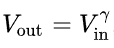 V_out = V_in^γ